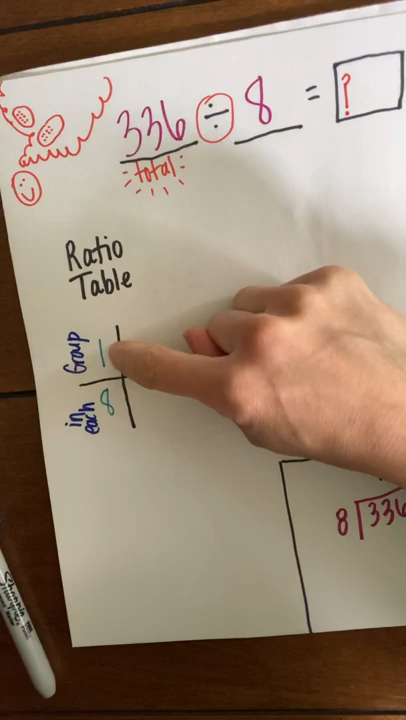 336 ÷ 8 = ?
total
Ratio
Table
Group 1
in each 8
8 336